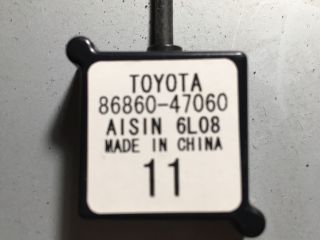 TOYOTA
86860-47060
AISIN 6L08
MADE IN CHINA
11